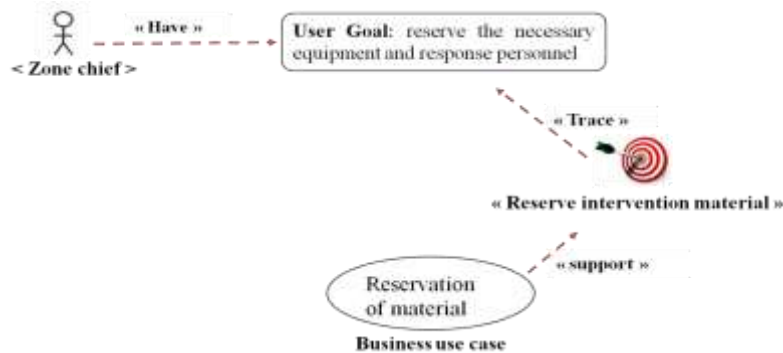 « Have »
User Goal: reserve the necessary
equipment and response personnel
< Zone chief >
« Trace »
« Reserve intervention material »
« support »
Reservation
of material
Business use case